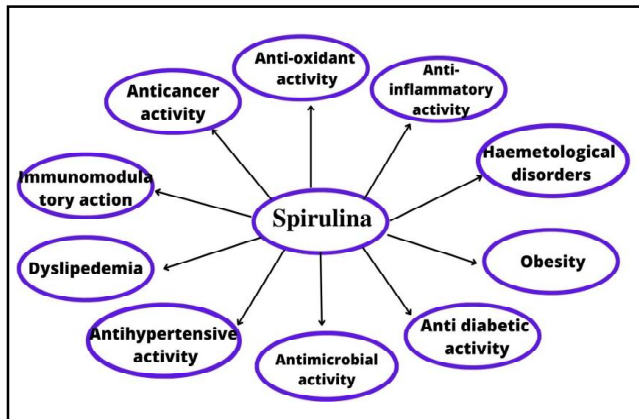 Anti-oxidant
activity
Anti-
inflammatory
activity
Anticancer
activity
Haemetological
disorders
Immunomodula
tory action
Spirulina
Dyslipedemia
Obesity
Antihypertensive
activity
Antimicrobial
activity
Anti diabetic
activity